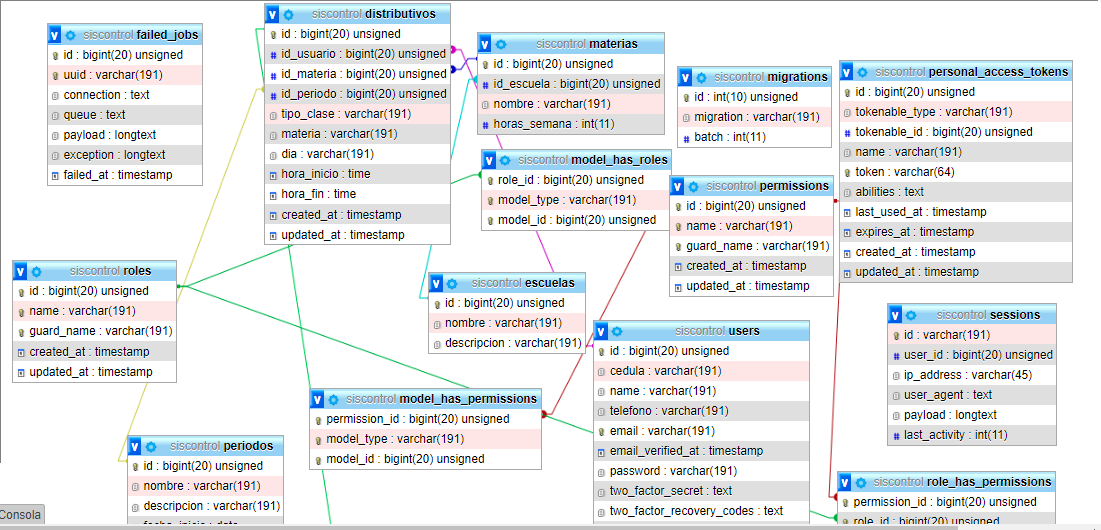 siscontrol failed_jobs
id : bigint(20) unsigned
uuid : varchar(191)
connection : text
queue : text
payload : longtext
exception : longtext
failed_at : timestamp
siscontrol distributivos
id : bigint(20) unsigned
id_usuario : bigint(20) unsigned
id_materia : bigint(20) unsigned
id_periodo : bigint(20) unsigned
tipo_clase : varchar(191)
materia : varchar(191)
dia : varchar(191)
hora_inicio : time
hora_fin : time
created_at : timestamp
updated_at : timestamp
siscontrol materias
id : bigint(20) unsigned
id_escuela : bigint(20) unsigned
nombre : varchar(191)
horas_semana : int(11)
siscontrol migrations
id : int(10) unsigned
migration : varchar(191)
batch : int(11)
siscontrol personal_access_tokens
id : bigint(20) unsigned
tokenable_type : varchar(191)
tokenable_id : bigint(20) unsigned
name : varchar(191)
token : varchar(64)
abilities : text
last_used_at : timestamp
expires_at : timestamp
created_at : timestamp
updated_at : timestamp
siscontrol model_has_roles
role_id : bigint(20) unsigned
model_type : varchar(191)
model_id : bigint(20) unsigned
siscontrol permissions
id : bigint(20) unsigned
name : varchar(191)
guard_name : varchar(191)
created_at : timestamp
updated_at : timestamp
siscontrol roles
id : bigint(20) unsigned
name : varchar(191)
guard_name : varchar(191)
created_at : timestamp
updated_at : timestamp
siscontrol escuelas
id : bigint(20) unsigned
nombre : varchar(191)
descripcion : varchar(191)
siscontrol users
id : bigint(20) unsigned
cedula : varchar(191)
name : varchar(191)
telefono : varchar(191)
email : varchar(191)
email_verified_at : timestamp
password : varchar(191)
two_factor_secret : text
two_factor_recovery_codes : text
siscontrol sessions
id : varchar(191)
user_id : bigint(20) unsigned
ip_address : varchar(45)
user_agent : text
payload : longtext
last_activity : int(11)
siscontrol model_has_permissions
permission_id : bigint(20) unsigned
model_type : varchar(191)
model_id : bigint(20) unsigned
siscontrol periodos
id : bigint(20) unsigned
nombre : varchar(191)
descripcion : varchar(191)
fecha_inicio : date
siscontrol role_has_permissions
permission_id : bigint(20) unsigned
role_id : bigint(20) unsigned
Consola